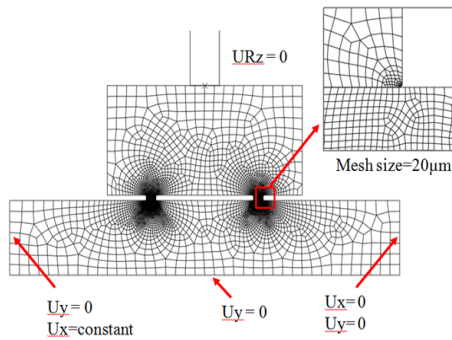 URz = 0
Mesh size=20µm
Uy = 0
Ux=constant
Uy = 0
Ux=0
Uy= 0